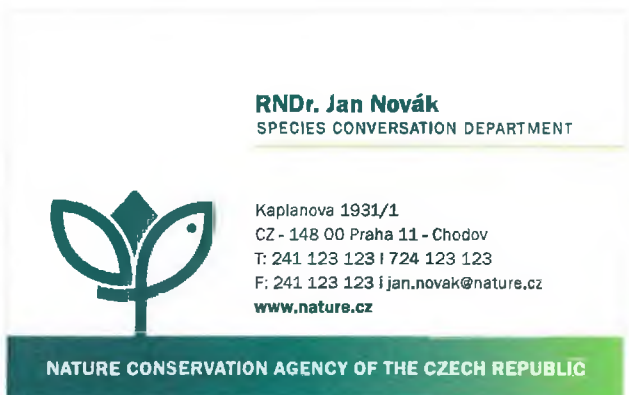 RNDr. Jan Novák
SPECIES CONVERSATION DEPARTMENT
Kaplanova 1931/1
CZ - 148 00 Praha 11 - Chodov
T: 241 123 123 I 724 123 123
F: 241 123 123 I jan.novak@nature.cz
www.nature.cz
NATURE CONSERVATION AGENCY OF THE CZECH REPUBLIC